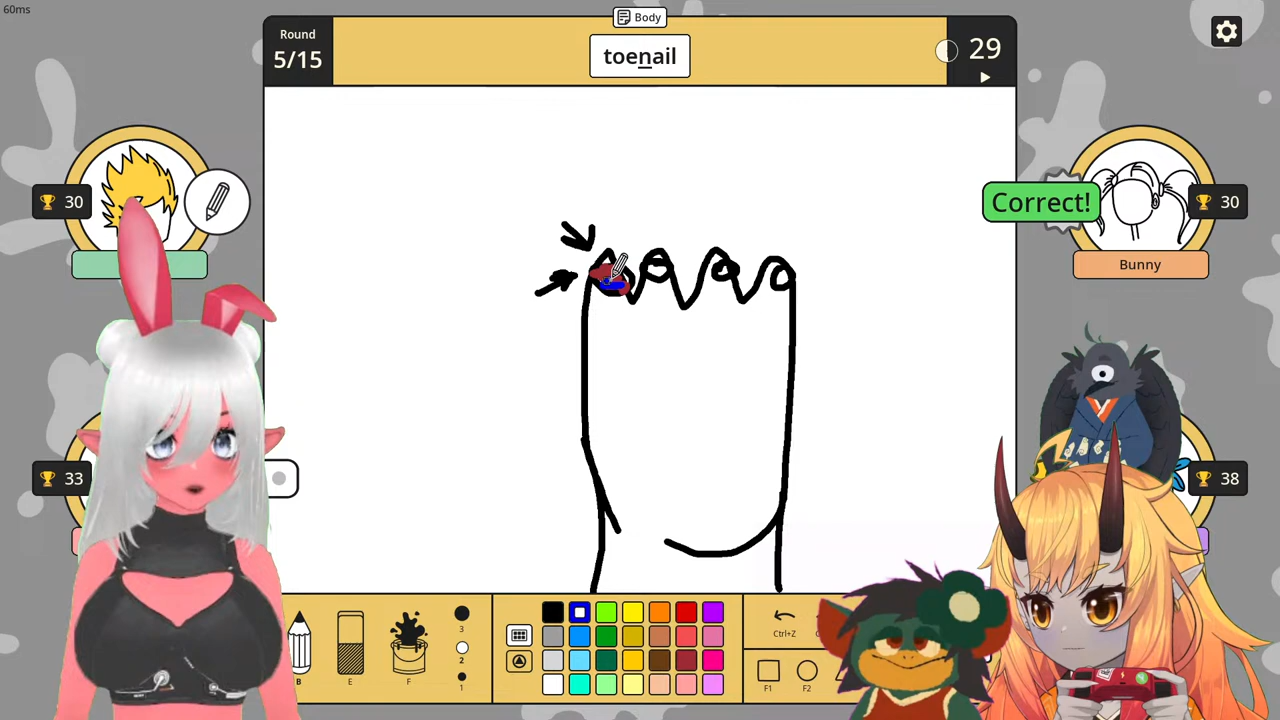 60ms
Body
Round
5/15
toenail
29
30
Correct!
30
Bunny
33
38
3
2
1
B
E
F
Ctrl+Z
F1
F2